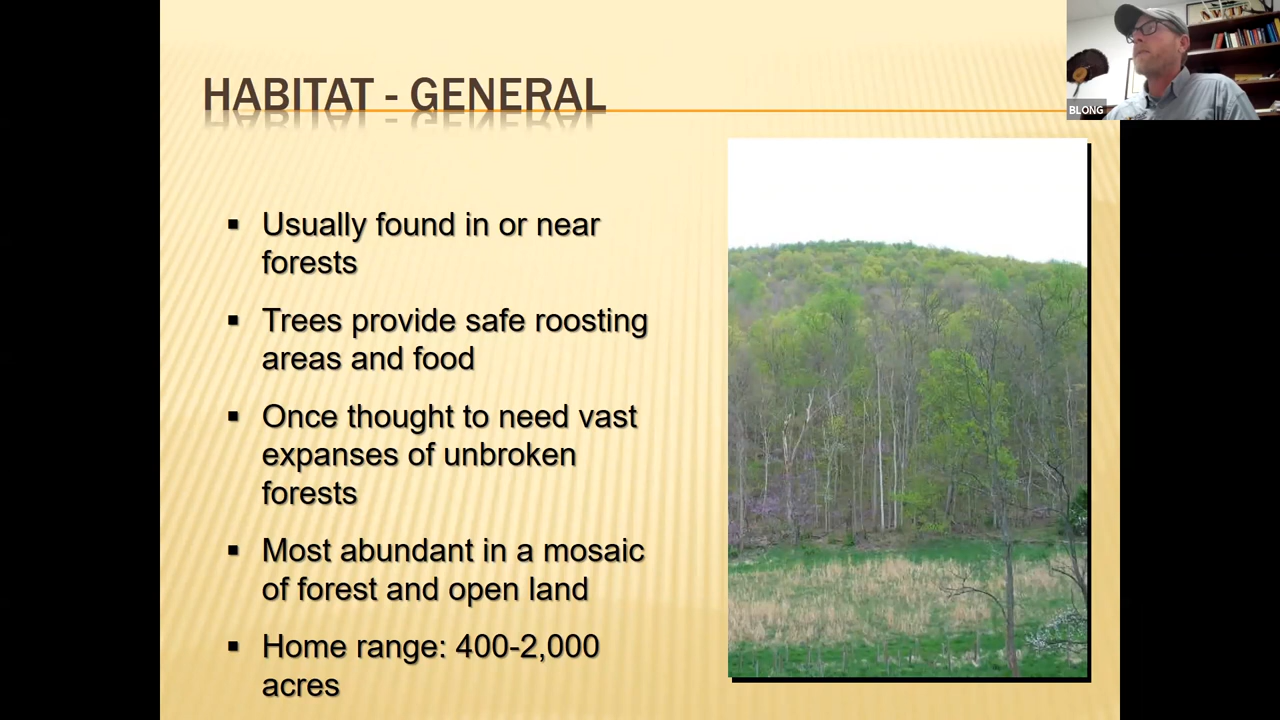 HABITAT - GENERAL
BLONG
▪ Usually found in or near
forests
▪ Trees provide safe roosting
areas and food
▪ Once thought to need vast
expanses of unbroken
forests
▪ Most abundant in a mosaic
of forest and open land
▪ Home range: 400-2,000
acres